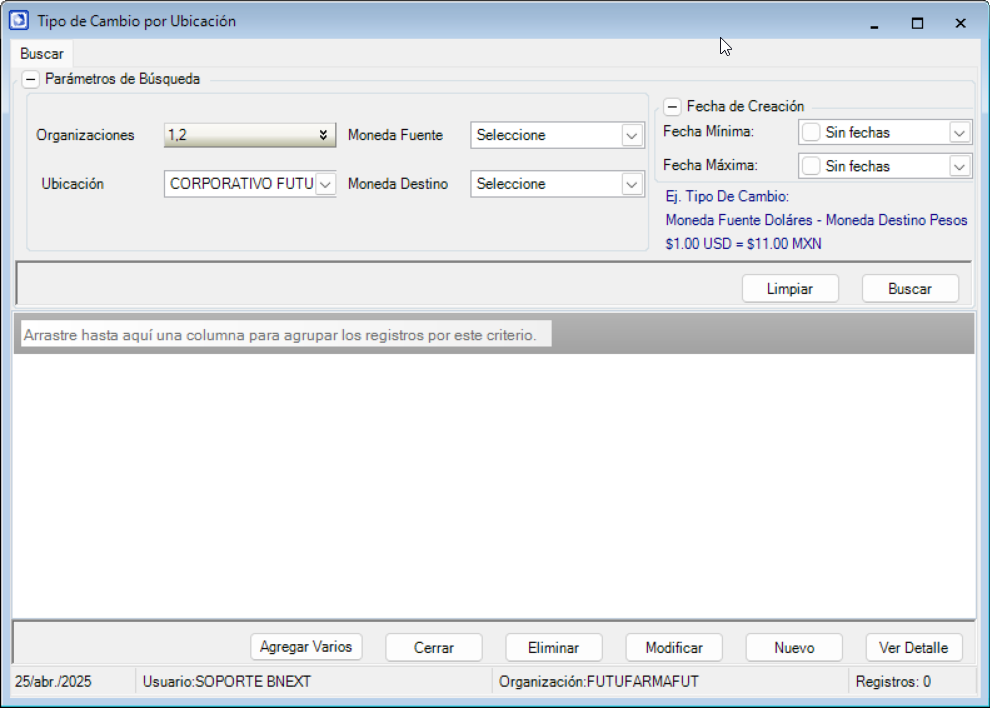 Tipo de Cambio por Ubicación
Buscar
Parámetros de Búsqueda
Organizaciones 1,2 Moneda Fuente Seleccione
Ubicación CORPORATIVO FUTU Moneda Destino Seleccione
Fecha de Creación
Fecha Mínima: Sin fechas
Fecha Máxima: Sin fechas
Ej. Tipo De Cambio:
Moneda Fuente Doláres - Moneda Destino Pesos
$1.00 USD = $11.00 MXN
Limpiar Buscar
Arrastre hasta aquí una columna para agrupar los registros por este criterio.
Agregar Varios Cerrar Eliminar Modificar Nuevo Ver Detalle
25/abr./2025 Usuario:SOPORTE BNEXT Organización:FUTUFARMAFUT Registros: 0